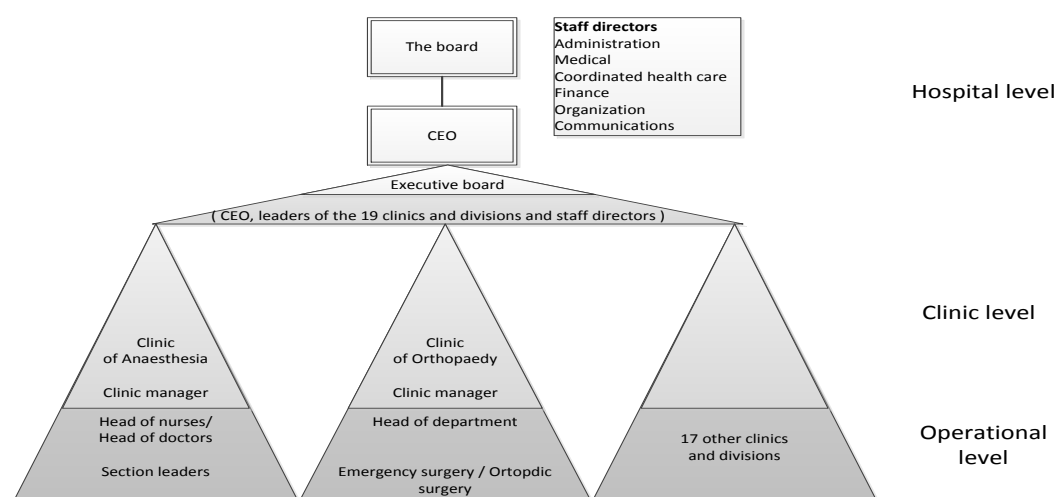 The board
Staff directors
Administration
Medical
Coordinated health care
Finance
Organization
Communications
Hospital level
CEO
Executive board
( CEO, leaders of the 19 clinics and divisions and staff directors )
Clinic level
Clinic
of Anaesthesia
Clinic manager
Clinic
of Orthopaedy
Clinic manager
Operational
level
Head of nurses/
Head of doctors
Section leaders
Head of department
Emergency surgery / Ortopdic
surgery
17 other clinics
and divisions